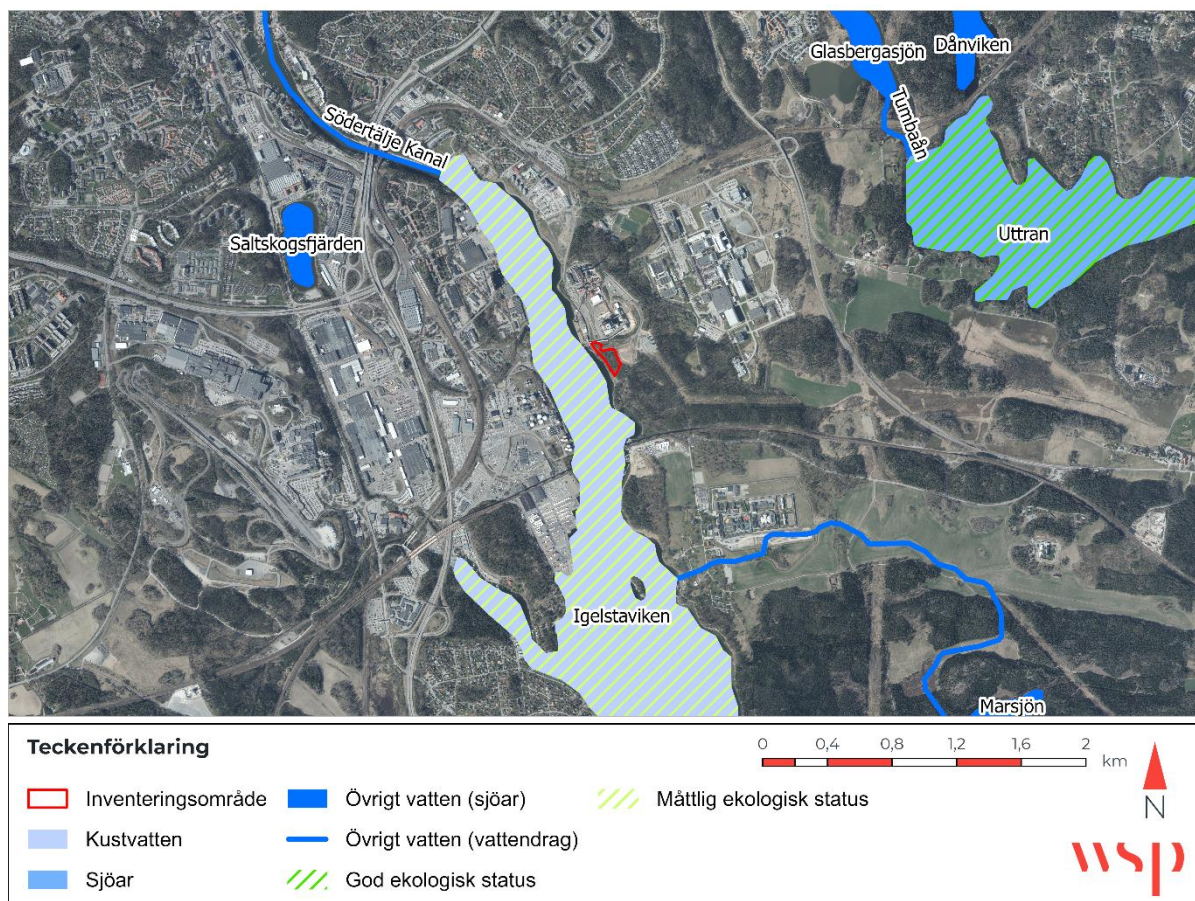 Glasbergasjön
Dånviken
Tumbaån
Södertälje Kanal
Uttran
Saltskogsfjärden
Igelstaviken
Marsjön
Teckenförklaring
0 0,4 0,8 1,2 1,6 2
km
Inventeringsområde
Övrigt vatten (sjöar)
Måttlig ekologisk status
Kustvatten
Övrigt vatten (vattendrag)
Sjöar
God ekologisk status
N
wsp